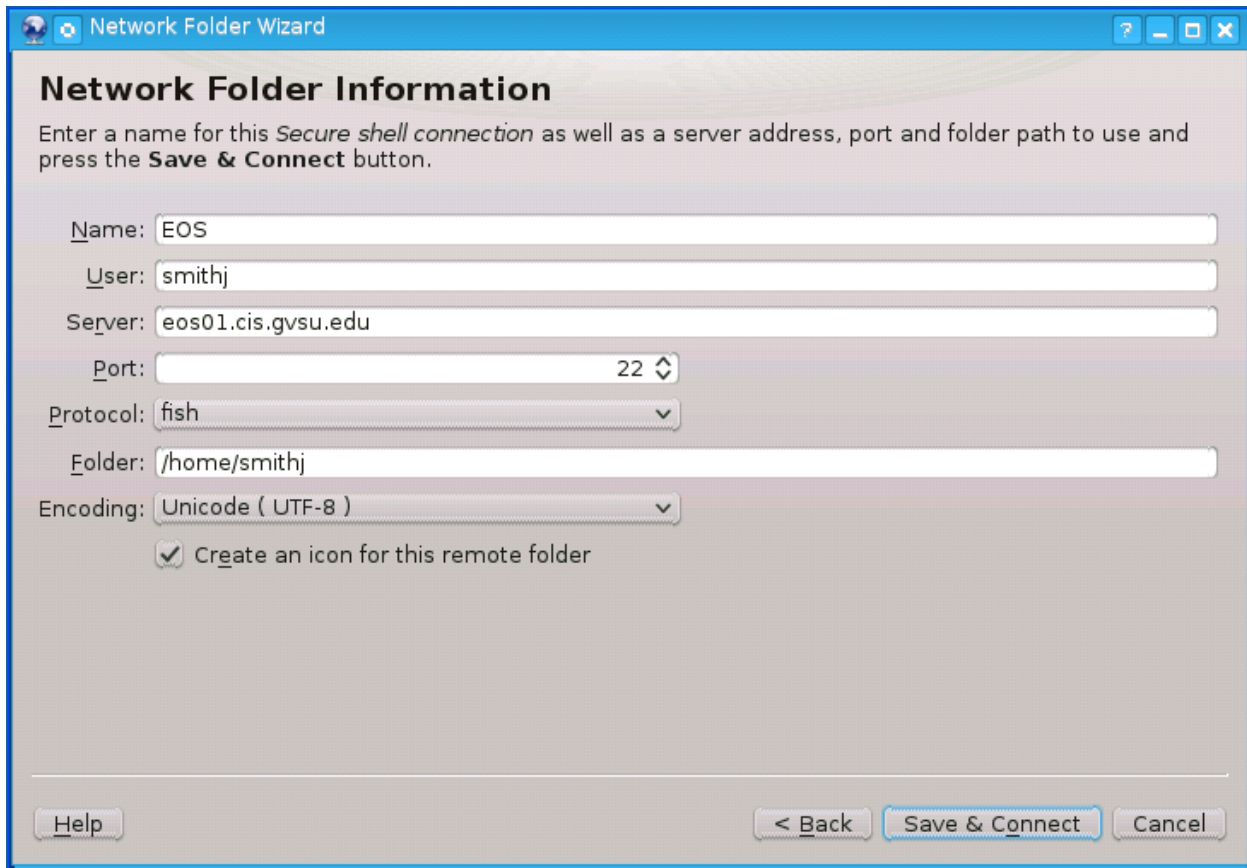 Network Folder Wizard
Network Folder Information
Enter a name for this Secure shell connection as well as a server address, port and folder path to use and
press the Save & Connect button.
Name: EOS
User: smithj
Server: eos01.cis.gvsu.edu
Port: 22
Protocol: fish
Folder: /home/smithj
Encoding: Unicode ( UTF-8 )
Create an icon for this remote folder
Help < Back Save & Connect Cancel